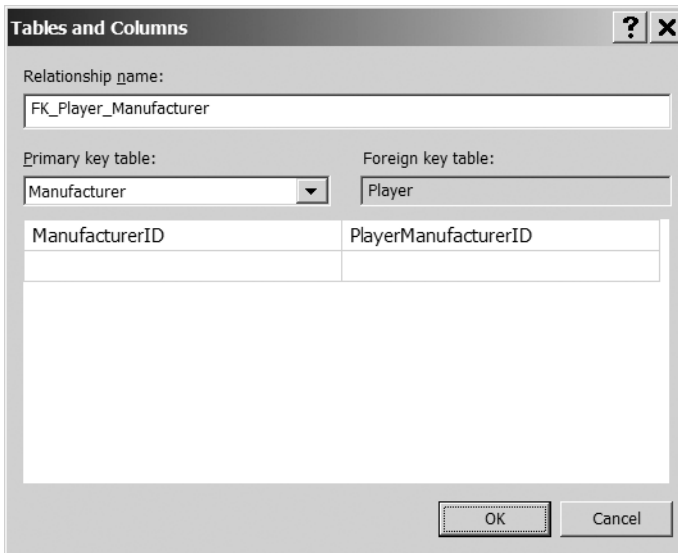 Tables and Columns
Relationship name:
FK_Player_Manufacturer
Primary key table: Foreign key table:
Manufacturer Player
ManufacturerID PlayerManufacturerID
OK Cancel